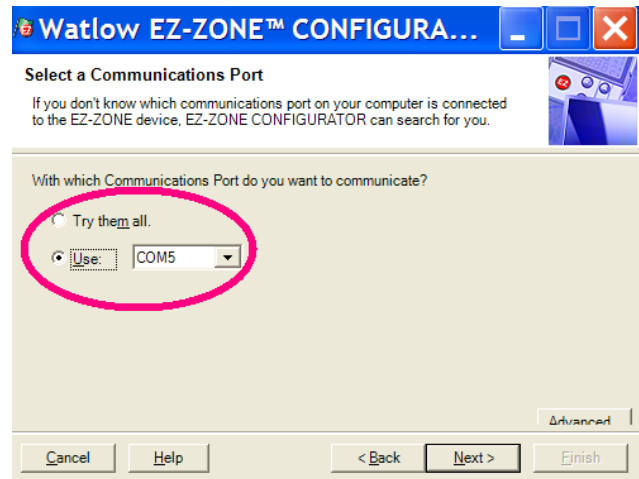 Watlow EZ-ZONE™ CONFIGURA...
Select a Communications Port
If you don't know which communications port on your computer is connected
to the EZ-ZONE device, EZ-ZONE CONFIGURATOR can search for you.
With which Communications Port do you want to communicate?
Try them all.
Use: COM5
Advanced
Cancel Help < Back Next > Finish